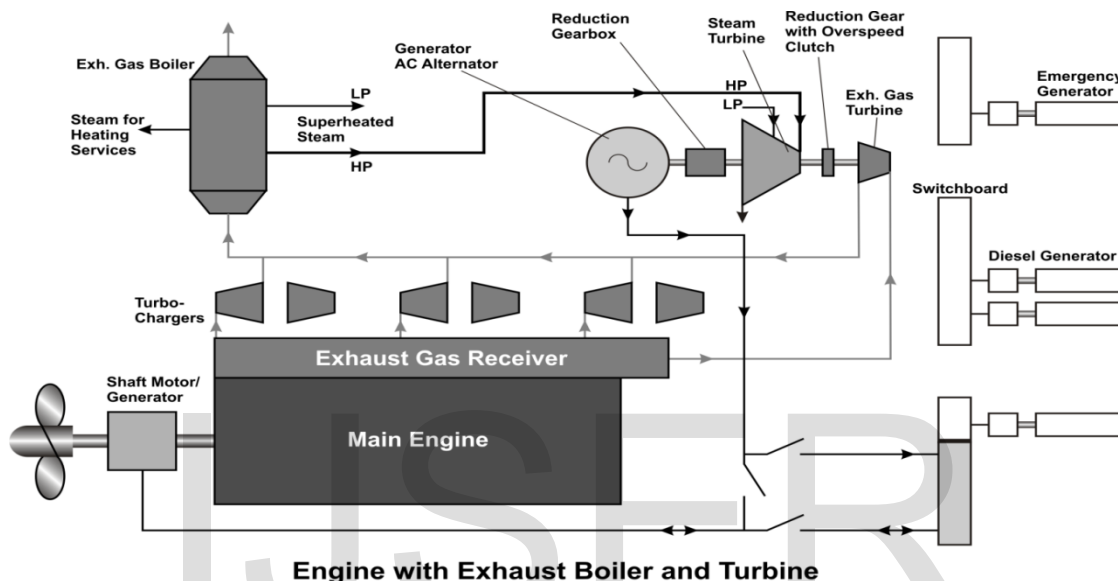 Reduction
Gearbox
Steam
Turbine
Reduction Gear
with Overspeed
Clutch
Generator
AC Alternator
Exh. Gas Boiler
Exh. Gas
Turbine
Emergency
Generator
LP
HP
LP
Steam for
Heating
Services
Superheated
Steam
HP
Switchboard
Diesel Generator
Turbo-
Chargers
Exhaust Gas Receiver
Shaft Motor/
Generator
Main Engine
IJSER
Engine with Exhaust Boiler and Turbine